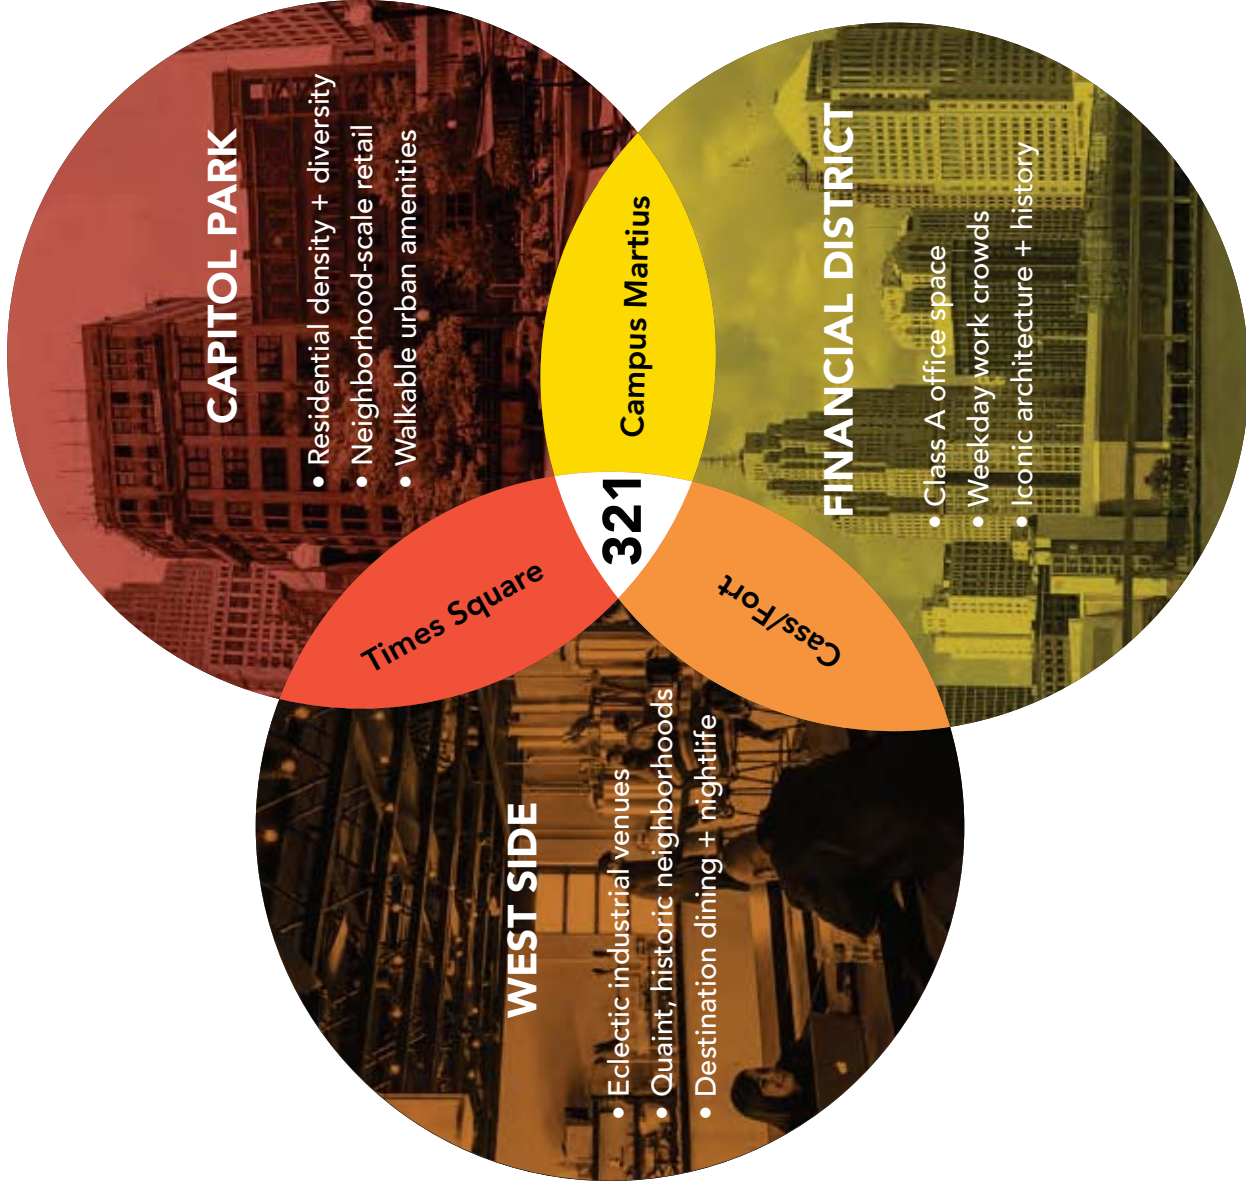 CAPITOL PARK
• Residential density + diversity
• Neighborhood-scale retail
• Walkable urban amenities
Times Square
Campus Martius
321
WEST SIDE
• Eclectic industrial venues
• Quaint, historic neighborhoods
• Destination dining + nightlife
Cass/Fort
FINANCIAL DISTRICT
• Class A office space
• Weekday work crowds
• Iconic architecture + history